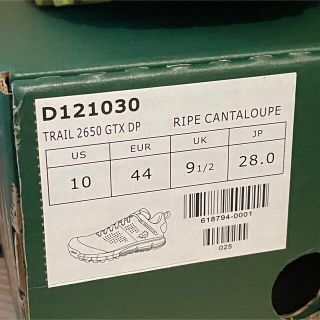 D121030
TRAIL 2650 GTX DP RIPE CANTALOUPE
US EUR UK JP
10 44 9 1/2 28.0
618794-0001
025